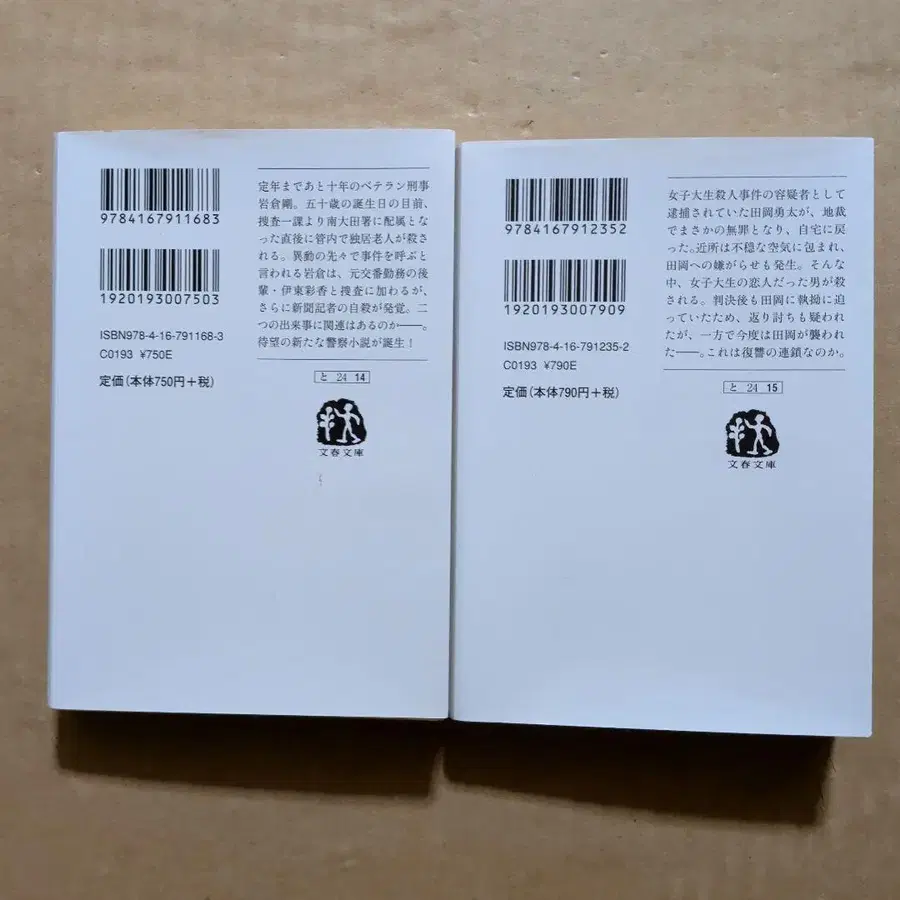 9784167911683
1920193007503
ISBN978-4-16-791168-3
C0193 ¥750E
定価(本体750円+税)
定年まであと十年のベテラン刑事
岩倉剛。五十歳の誕生日の目前、
捜査一課より南大田署に配属とな
った直後に管内で独居老人が殺さ
れる。異動の先々で事件を呼ぶと
言われる岩倉は、元交番勤務の後
輩・伊東彩香と捜査に加わるが、
さらに新聞記者の自殺が発覚。二
つの出来事に関連はあるのか――。
待望の新たな警察小説が誕生!
と 24 14
文春文庫
9784167912352
1920193007909
ISBN978-4-16-791235-2
C0193 ¥790E
定価(本体790円+税)
女子大生殺人事件の容疑者として
逮捕されていた田岡勇太が、地裁
でまさかの無罪となり、自宅に戻
った。近所は不穏な空気に包まれ、
田岡への嫌がらせも発生。そんな
中、女子大生の恋人だった男が殺
される。判決後も田岡に執拗に迫
っていたため、返り討ちも疑われ
たが、一方で今度は田岡が襲われ
た――。これは復讐の連鎖なのか。
と 24 15
文春文庫